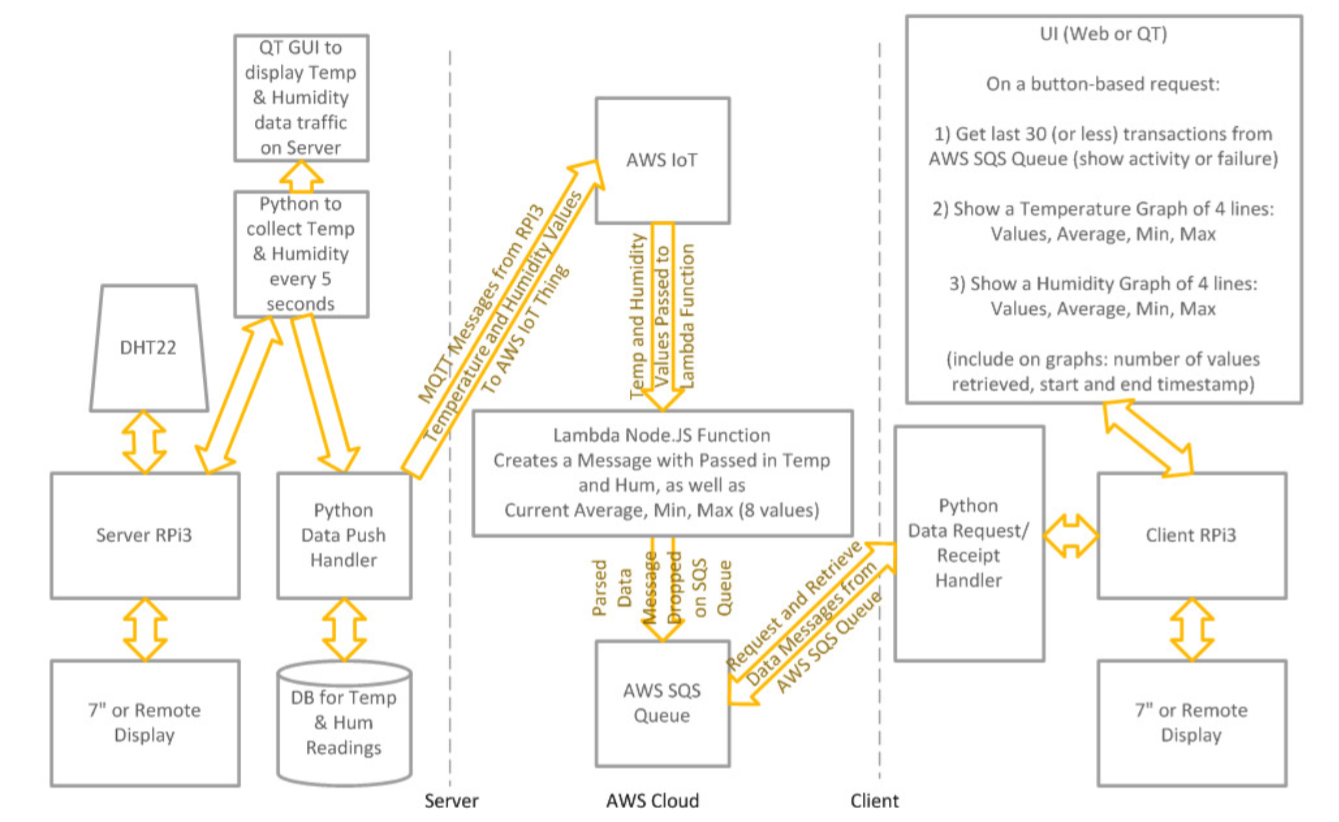 QT GUI to
display Temp
& Humidity
data traffic
on Server
Python to
collect Temp
& Humidity
every 5
seconds
DHT22
Server RPi3
Python
Data Push
Handler
7" or Remote
Display
DB for Temp
& Hum
Readings
MQTT Messages from RPI3
Temperature and Humidity Values
To AWS IoT Thing
AWS IoT
Temp and Humidity
Values Passed to
Lambda Function
Lambda Node.JS Function
Creates a Message with Passed in Temp
and Hum, as well as
Current Average, Min, Max (8 values)
Parsed
Data
Message
Dropped
on SQS
Queue
AWS SQS
Queue
Request and Retrieve
Data Messages from
AWS SQS Queue
UI (Web or QT)
On a button-based request:
1) Get last 30 (or less) transactions from
AWS SQS Queue (show activity or failure)
2) Show a Temperature Graph of 4 lines:
Values, Average, Min, Max
3) Show a Humidity Graph of 4 lines:
Values, Average, Min, Max
(include on graphs: number of values
retrieved, start and end timestamp)
Python
Data Request/
Receipt
Handler
Client RPi3
7" or Remote
Display
Server
AWS Cloud
Client